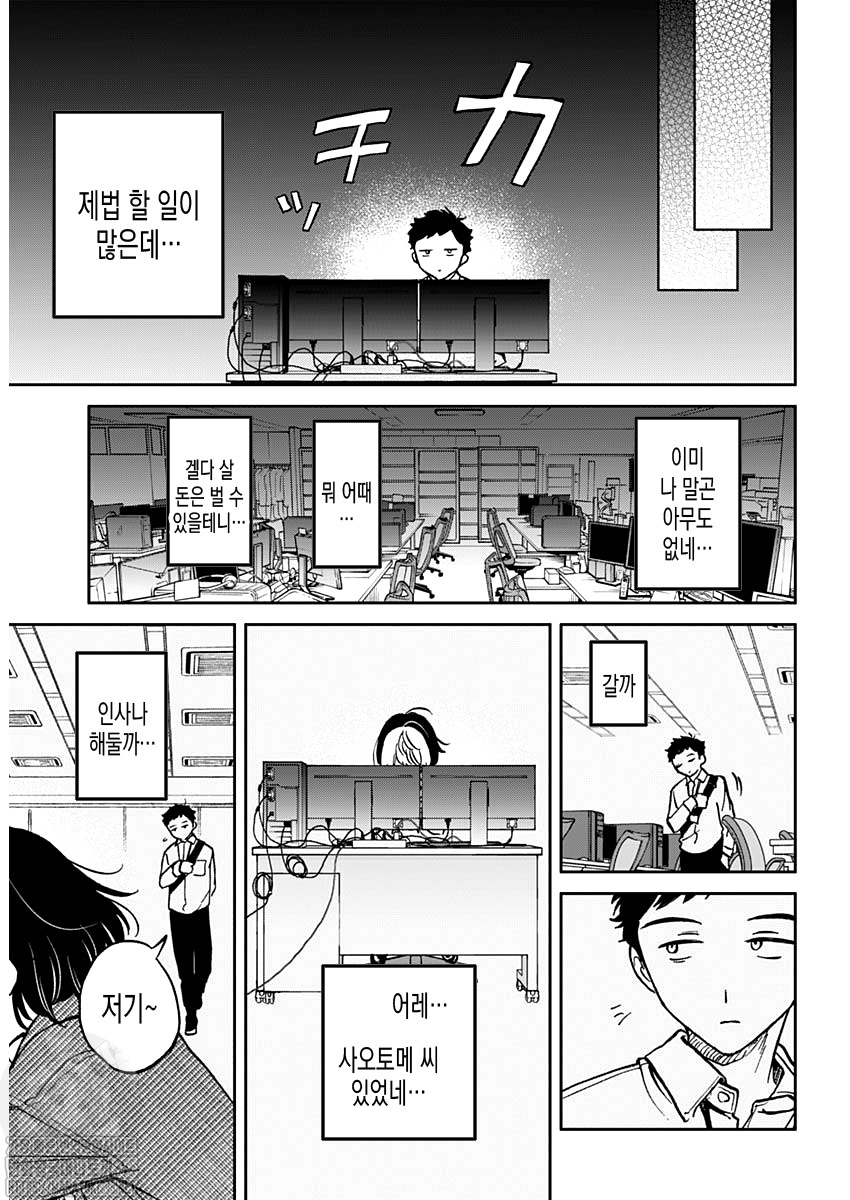 カチッ
제법 할 일이
많은데…
이미
나 말곤
아무도
없네…
뭐 어때
…
겔다 살
돈은 벌 수
있을테니…
갈까
어레…
사오토메 씨
있었네…
인사나
해둘까…
저기~